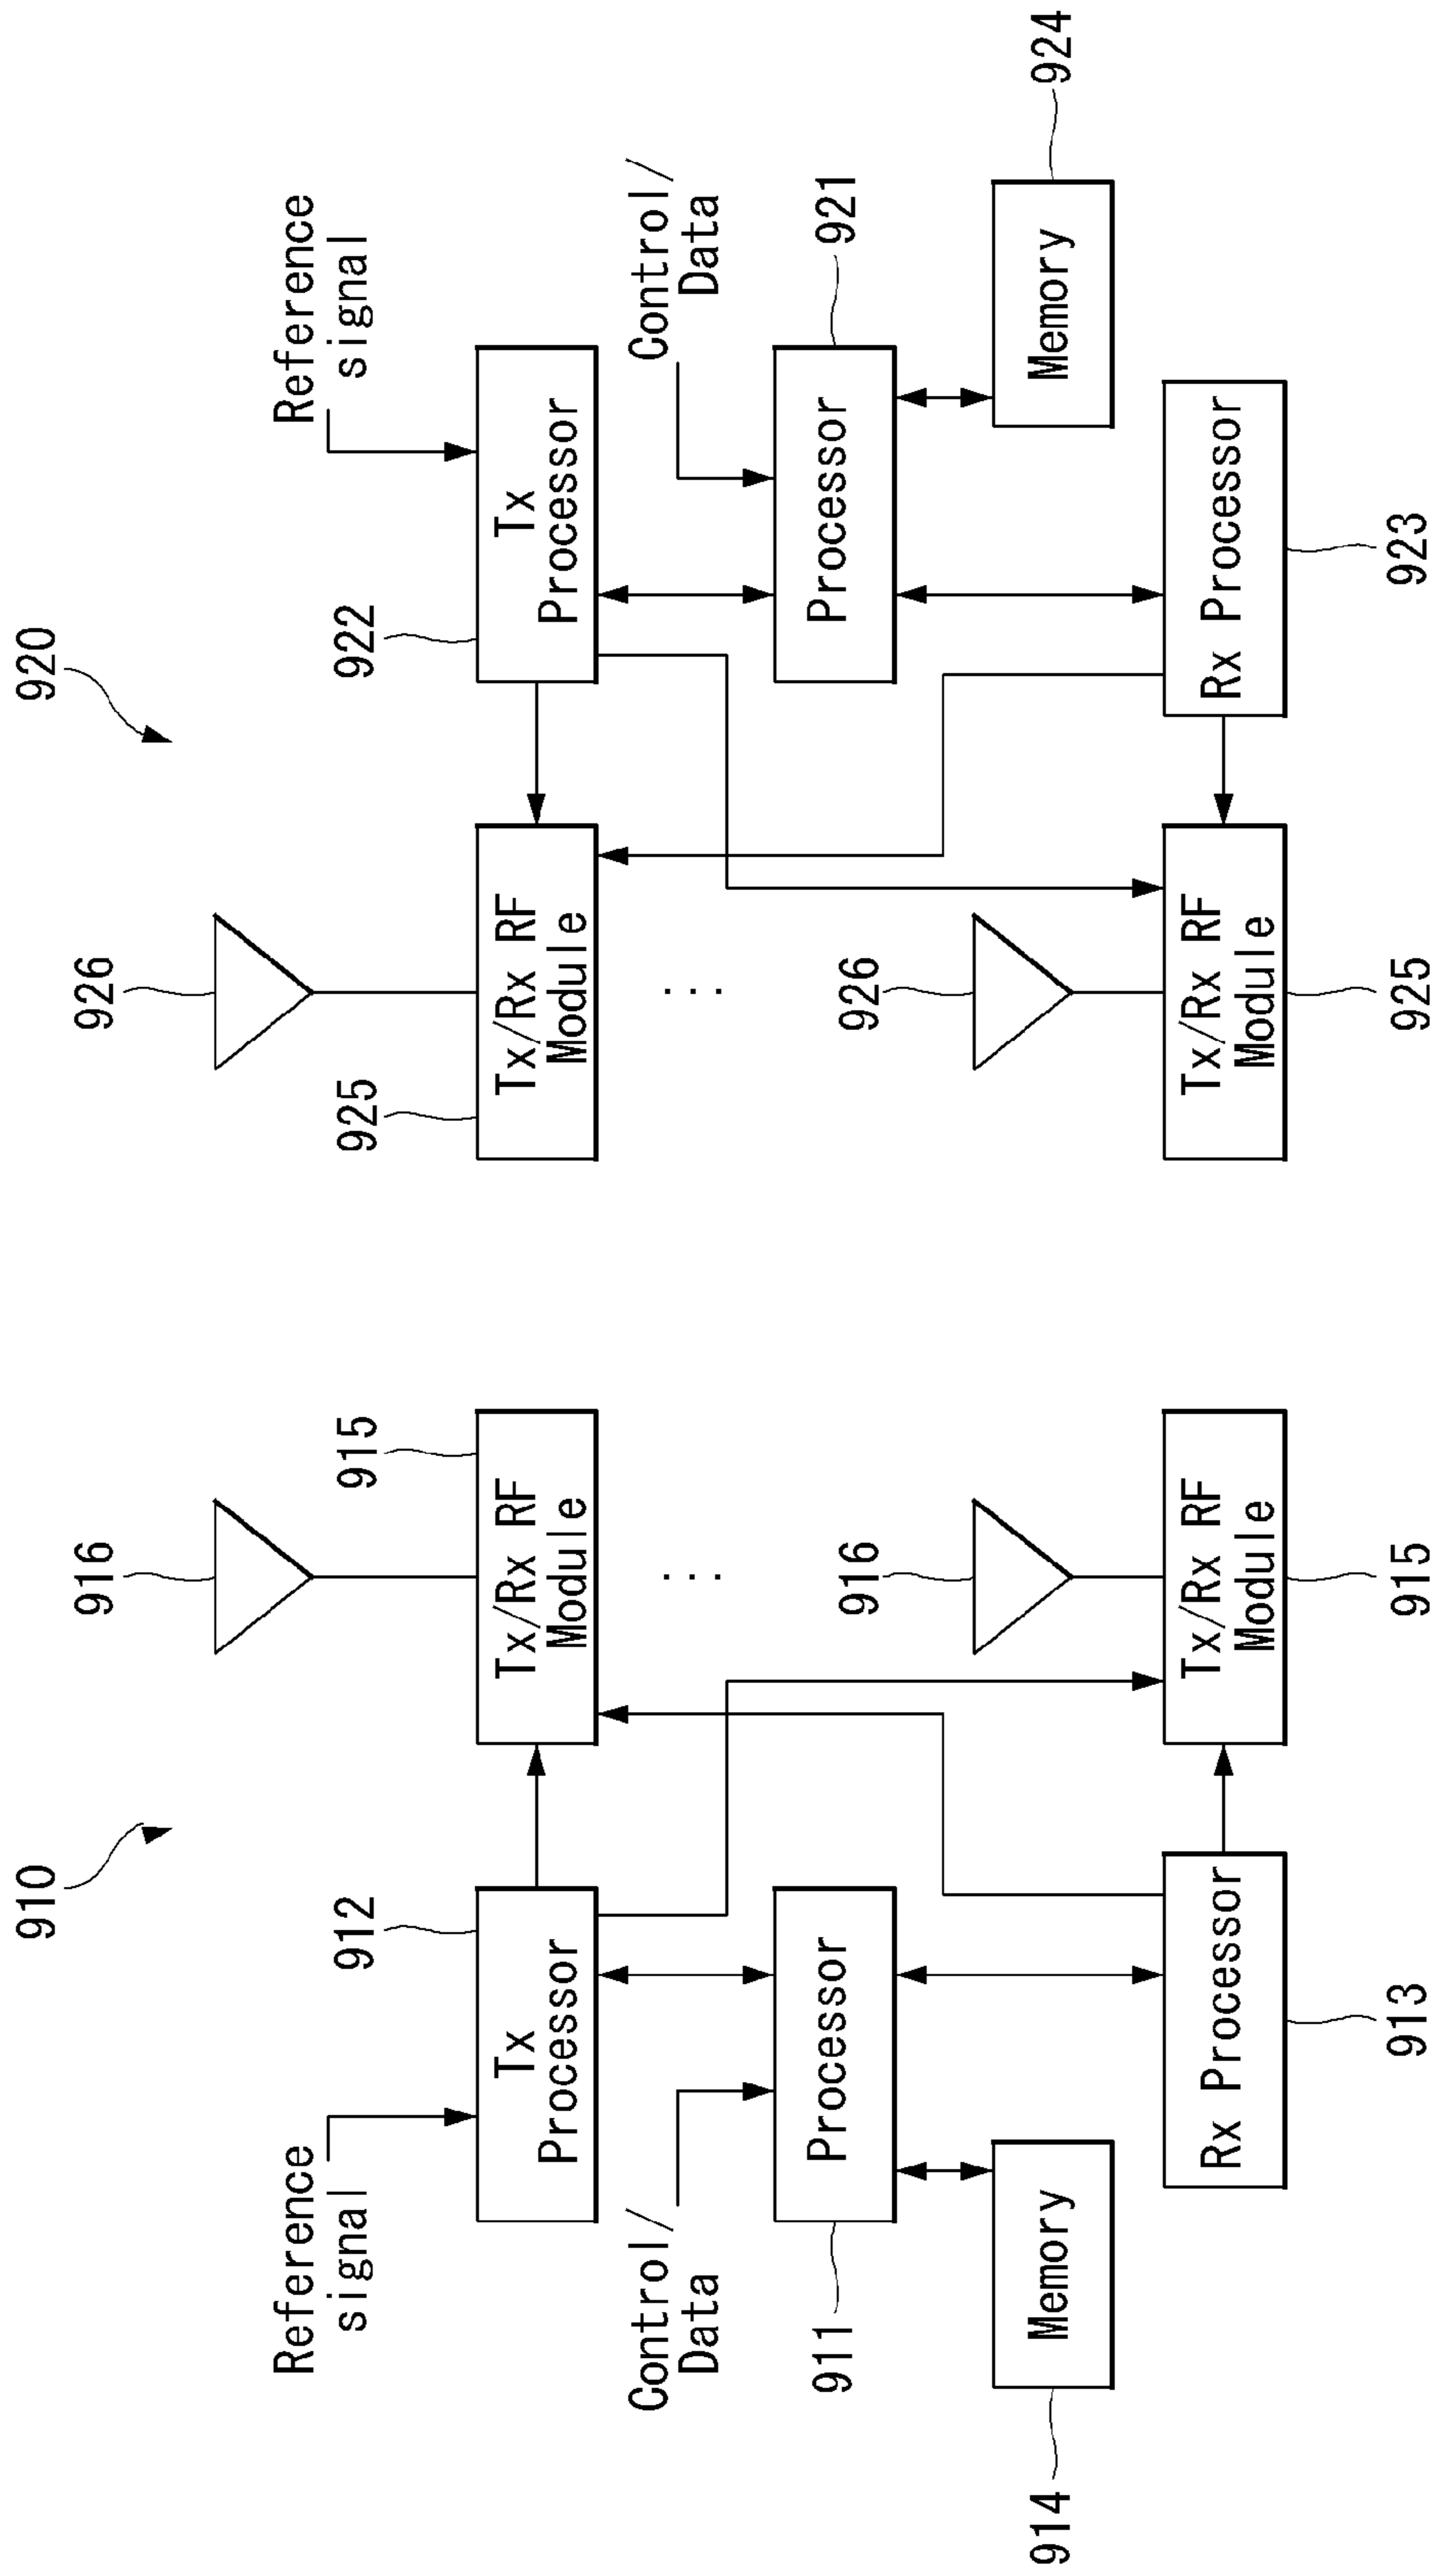 910
920
916
926
Reference
signal
912
915
925
922
Reference
signal
Tx
Processor
Tx/Rx RF
Module
Tx/Rx RF
Module
Tx
Processor
Control/
Data
...
...
Control/
Data
911
Processor
916
926
Processor
921
914
Memory
Memory
924
Rx Processor
Tx/Rx RF
Module
Tx/Rx RF
Module
Rx Processor
913
915
925
923